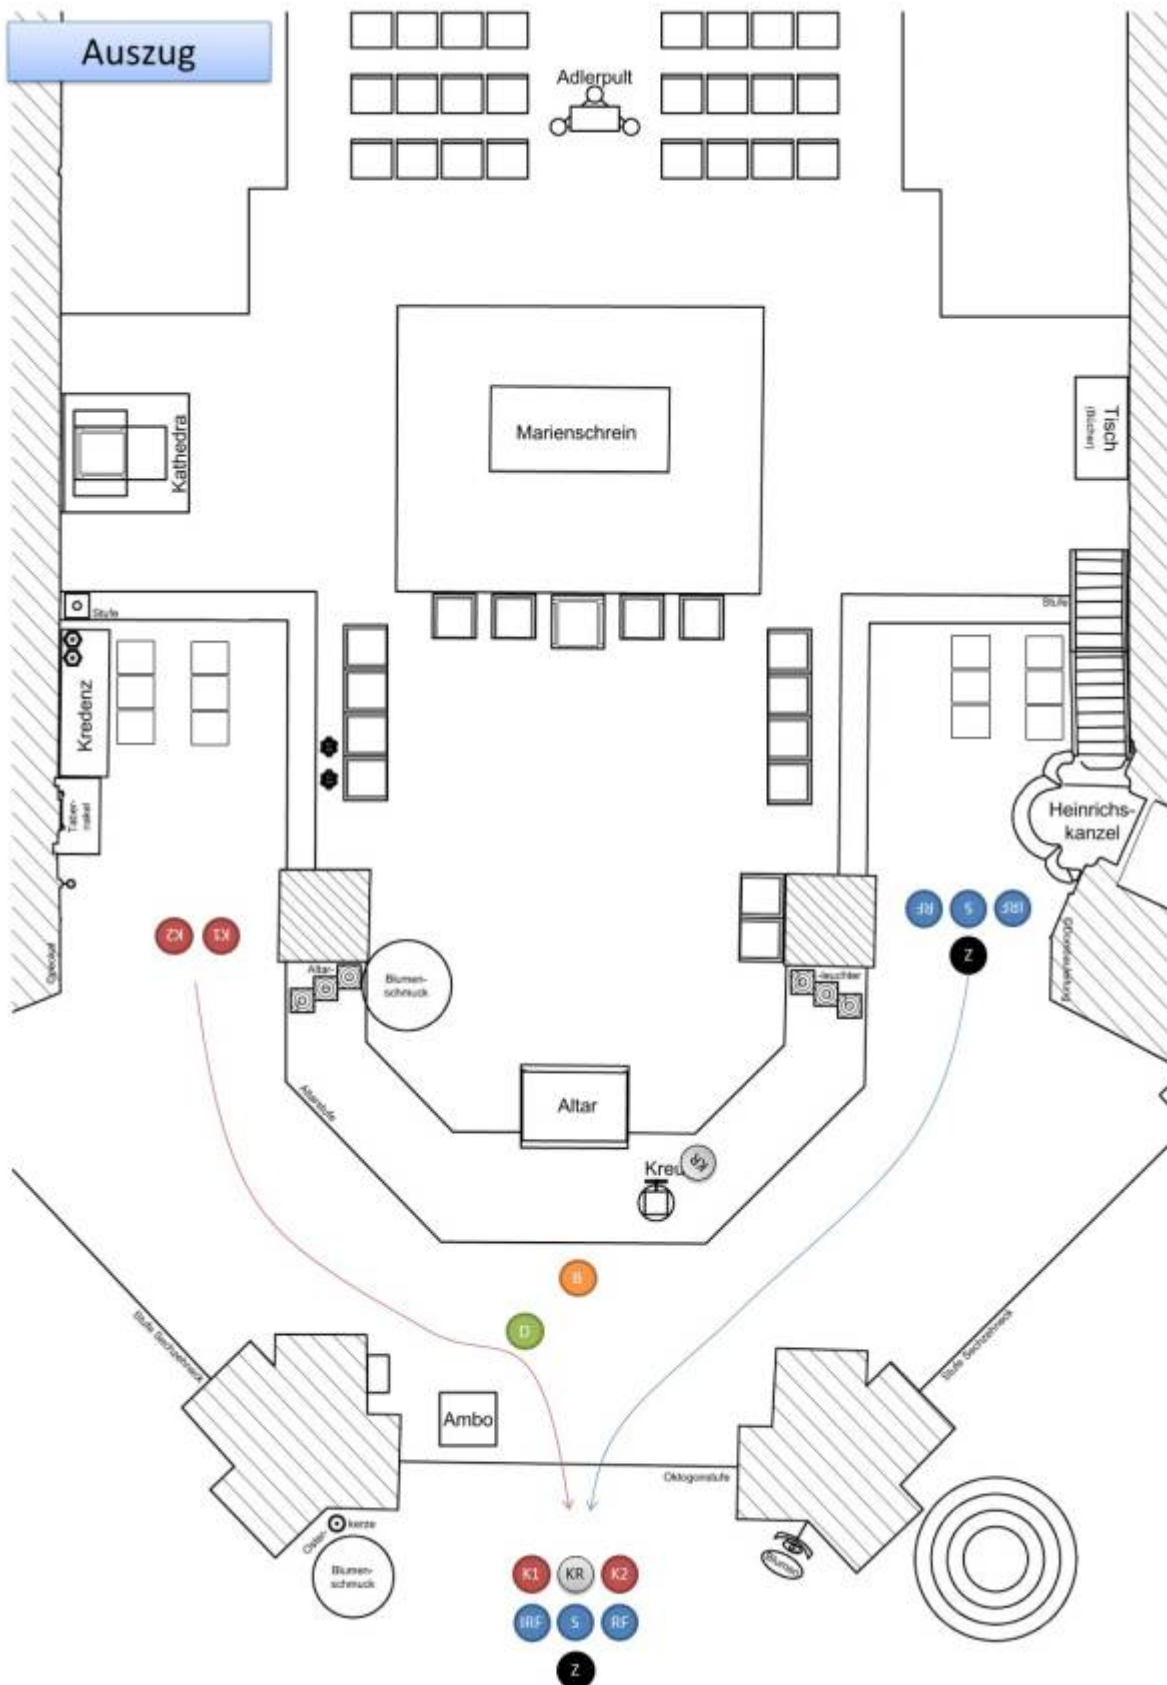 Auszug
Adlerpult
Marienschrein
Kathedra
Tisch
(Bücher)
Stufe
Stufe
Kredenz
Taber-
nakel
Heinrichs-
kanzel
K2
K1
RF
S
IRF
Z
Altar-
-leuchter
Blumen-
schmuck
Altarstufe
Altar
Kreu
KR
B
D
Stufe Sechzehneck
Stufe Sechzehneck
Ambo
Oktogonstufe
Oster-
kerze
Blumen-
schmuck
Blumen
K1
KR
K2
IRF
S
RF
Z